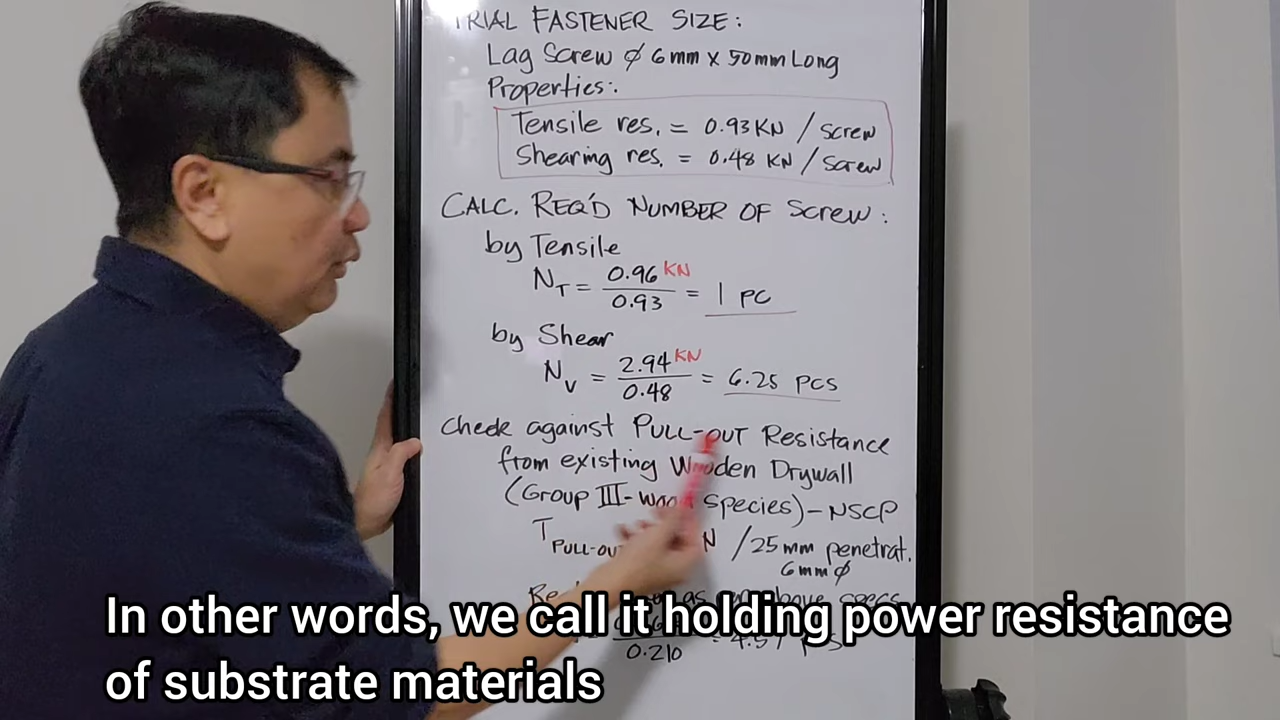 TRIAL FASTENER SIZE:
Lag Screw ϕ 6mm x 50mm Long
Properties:
Tensile res. = 0.93 KN / screw
Shearing res. = 0.48 KN / screw
CALC. REQ'D NUMBER OF SCREW:
by Tensile
N_T = 0.96 KN / 0.93 = 1 PC
by Shear
N_V = 2.94 KN / 0.48 = 6.25 PCS
Check against PULL-OUT Resistance
from existing Wooden Drywall
(Group III-wood species) - NSCP
T PULL-OUT N /25mm penetrat.
6mm ϕ
as above specs
0.210 = 4.57
In other words, we call it holding power resistance
of substrate materials